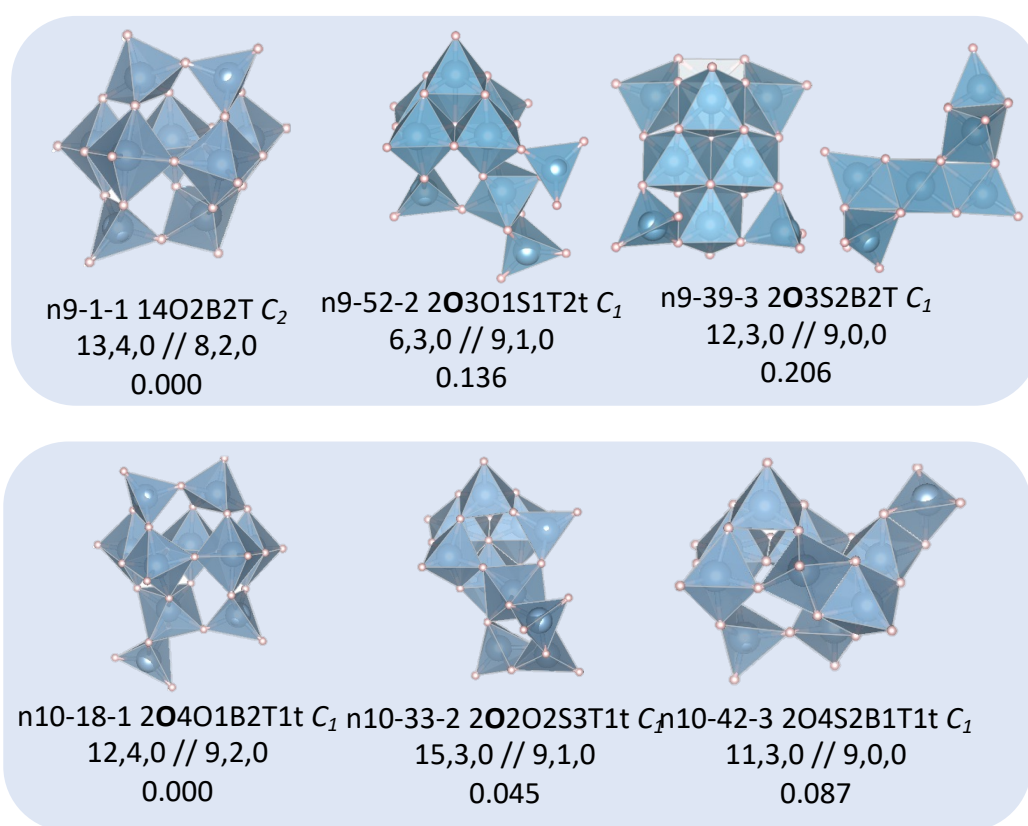 n9-1-1 14O2B2T C2
13,4,0 // 8,2,0
0.000
n9-52-2 2O3O1S1T2t C1
6,3,0 // 9,1,0
0.136
n9-39-3 2O3S2B2T C1
12,3,0 // 9,0,0
0.206
n10-18-1 2O4O1B2T1t C1
12,4,0 // 9,2,0
0.000
n10-33-2 2O2O2S3T1t C1
15,3,0 // 9,1,0
0.045
n10-42-3 2O4S2B1T1t C1
11,3,0 // 9,0,0
0.087